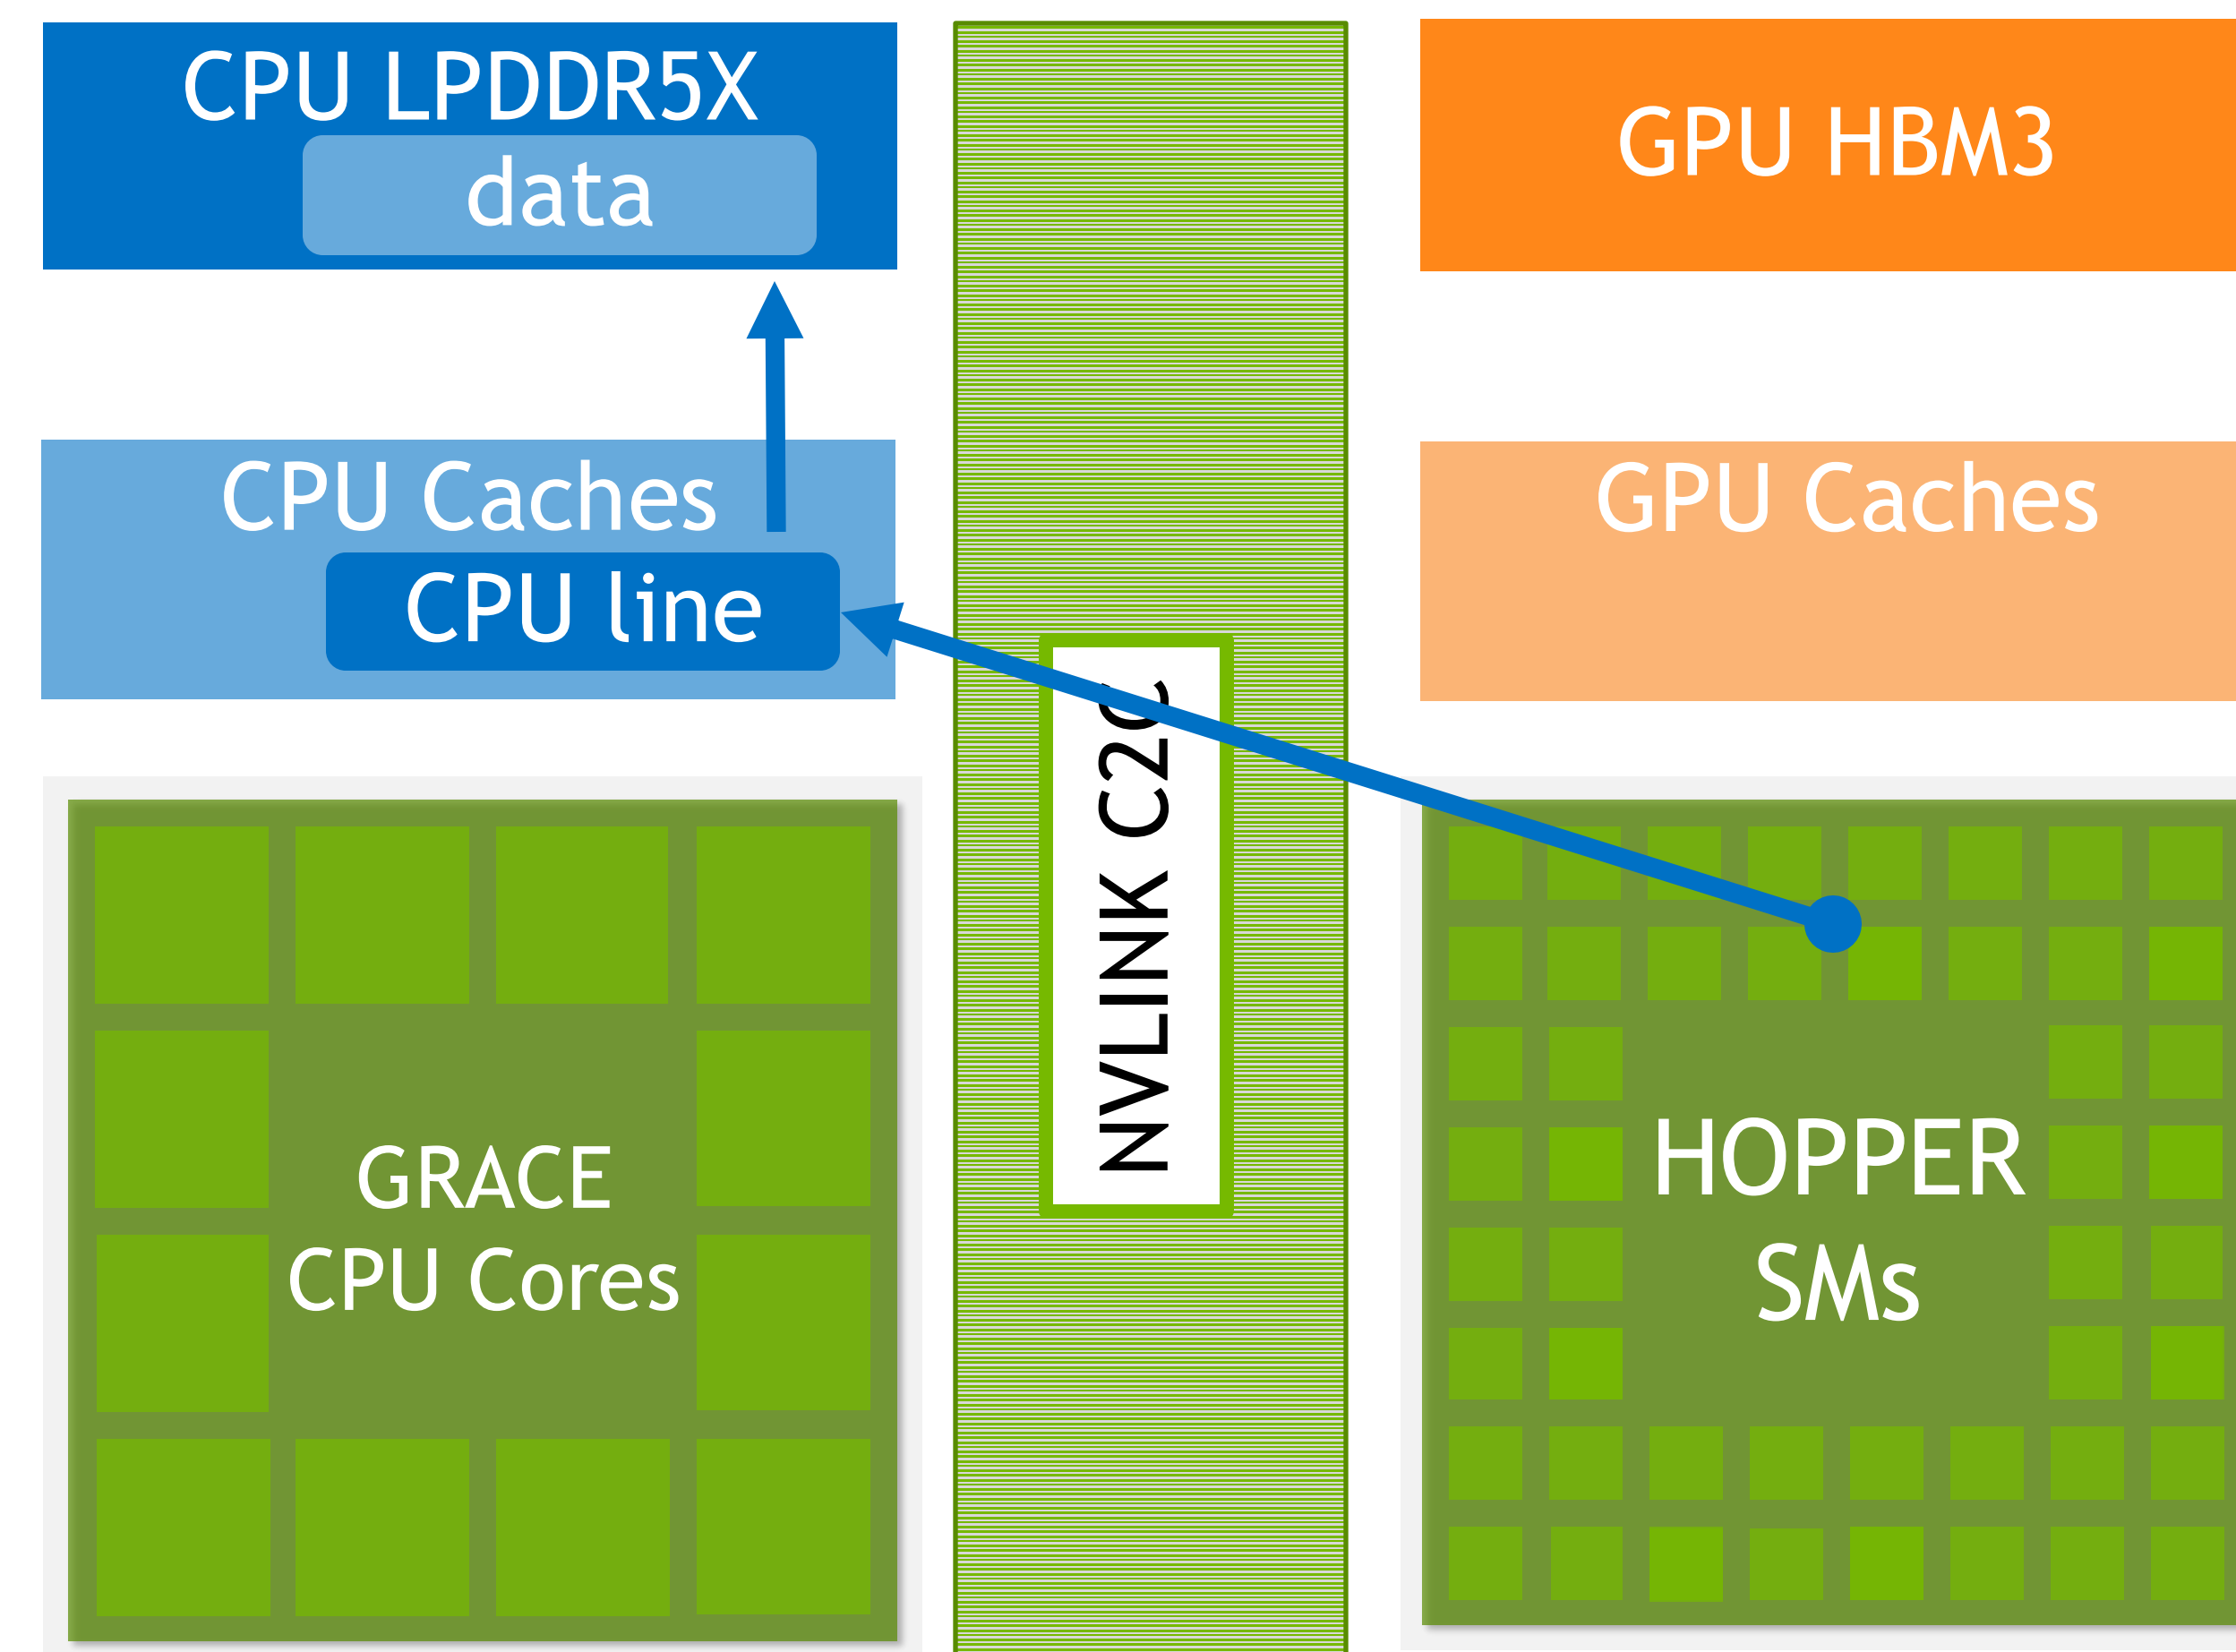 CPU LPDDR5X
data
GPU HBM3
CPU Caches
CPU line
GPU Caches
NVLINK C2C
GRACE
CPU Cores
HOPPER
SMs